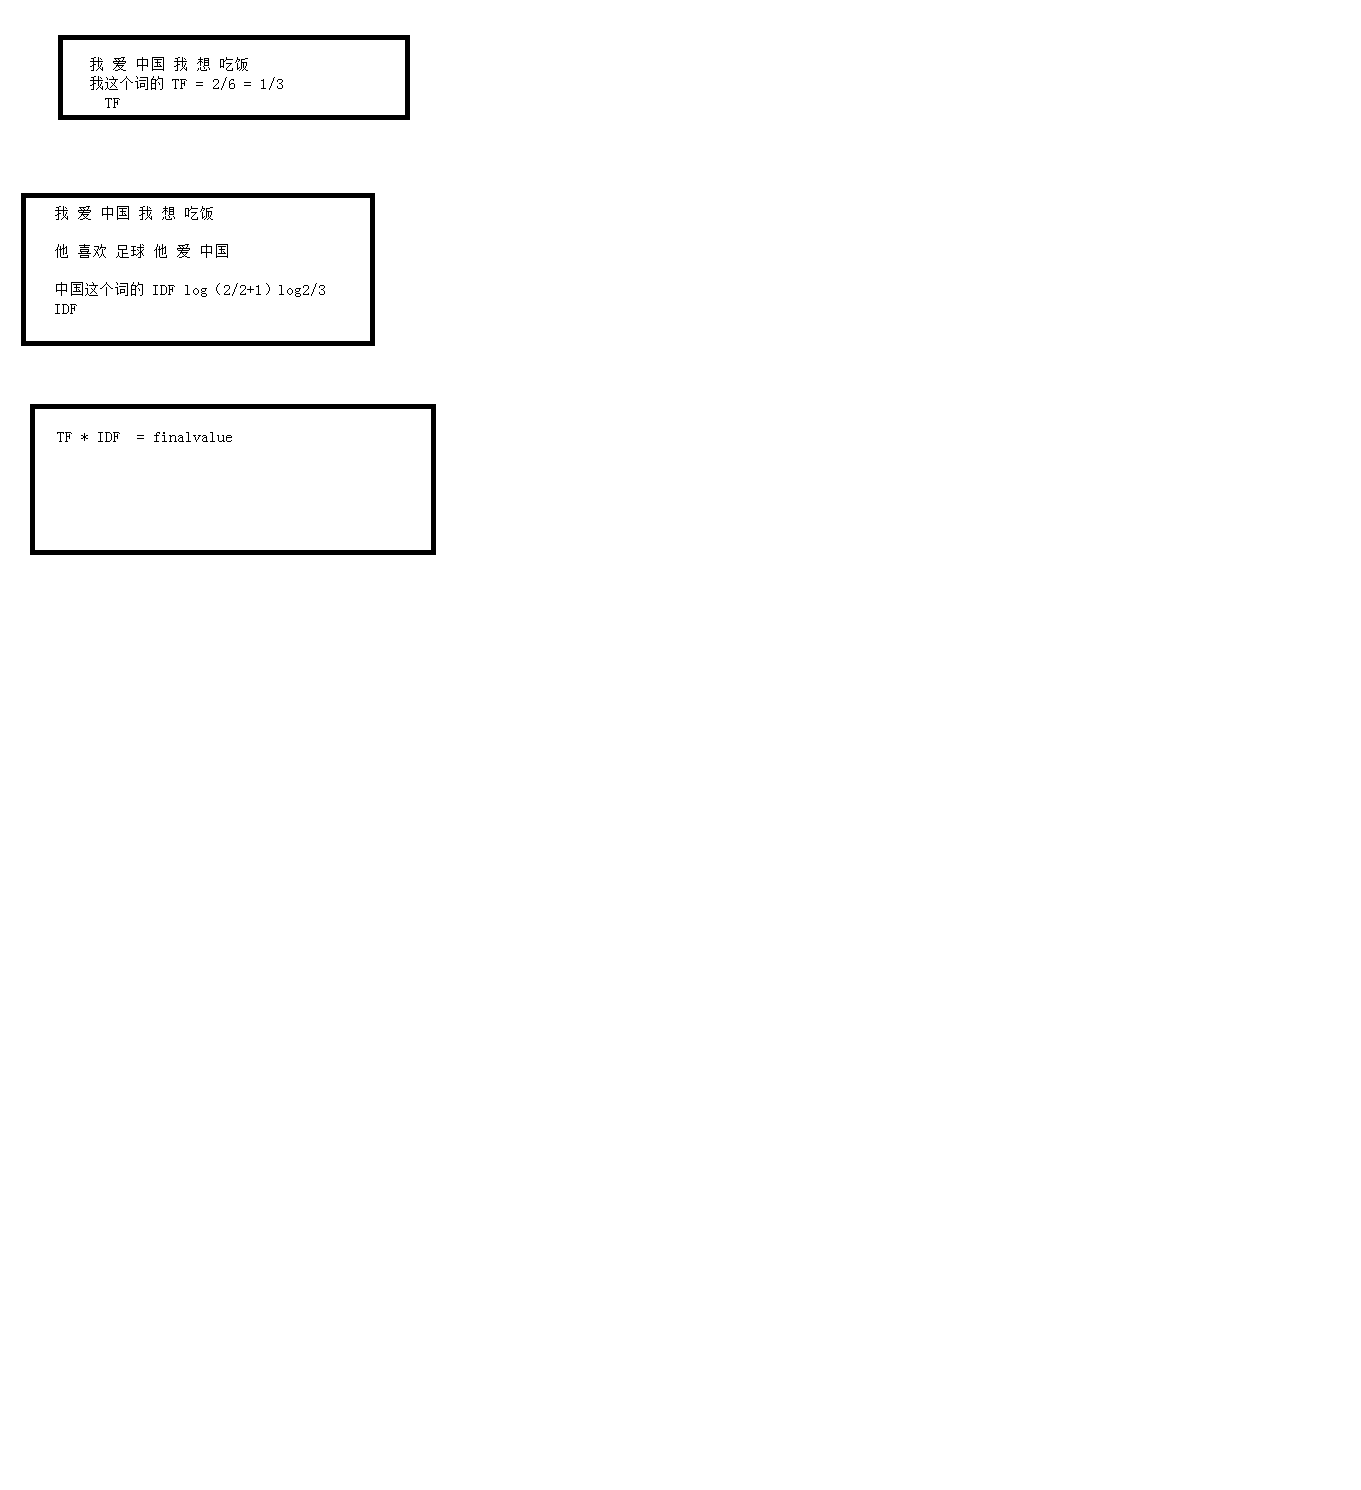 我 爱 中国 我 想 吃饭
我这个词的 TF = 2/6 = 1/3
TF
我 爱 中国 我 想 吃饭
他 喜欢 足球 他 爱 中国
中国这个词的 IDF log（2/2+1）log2/3
IDF
TF * IDF  = finalvalue